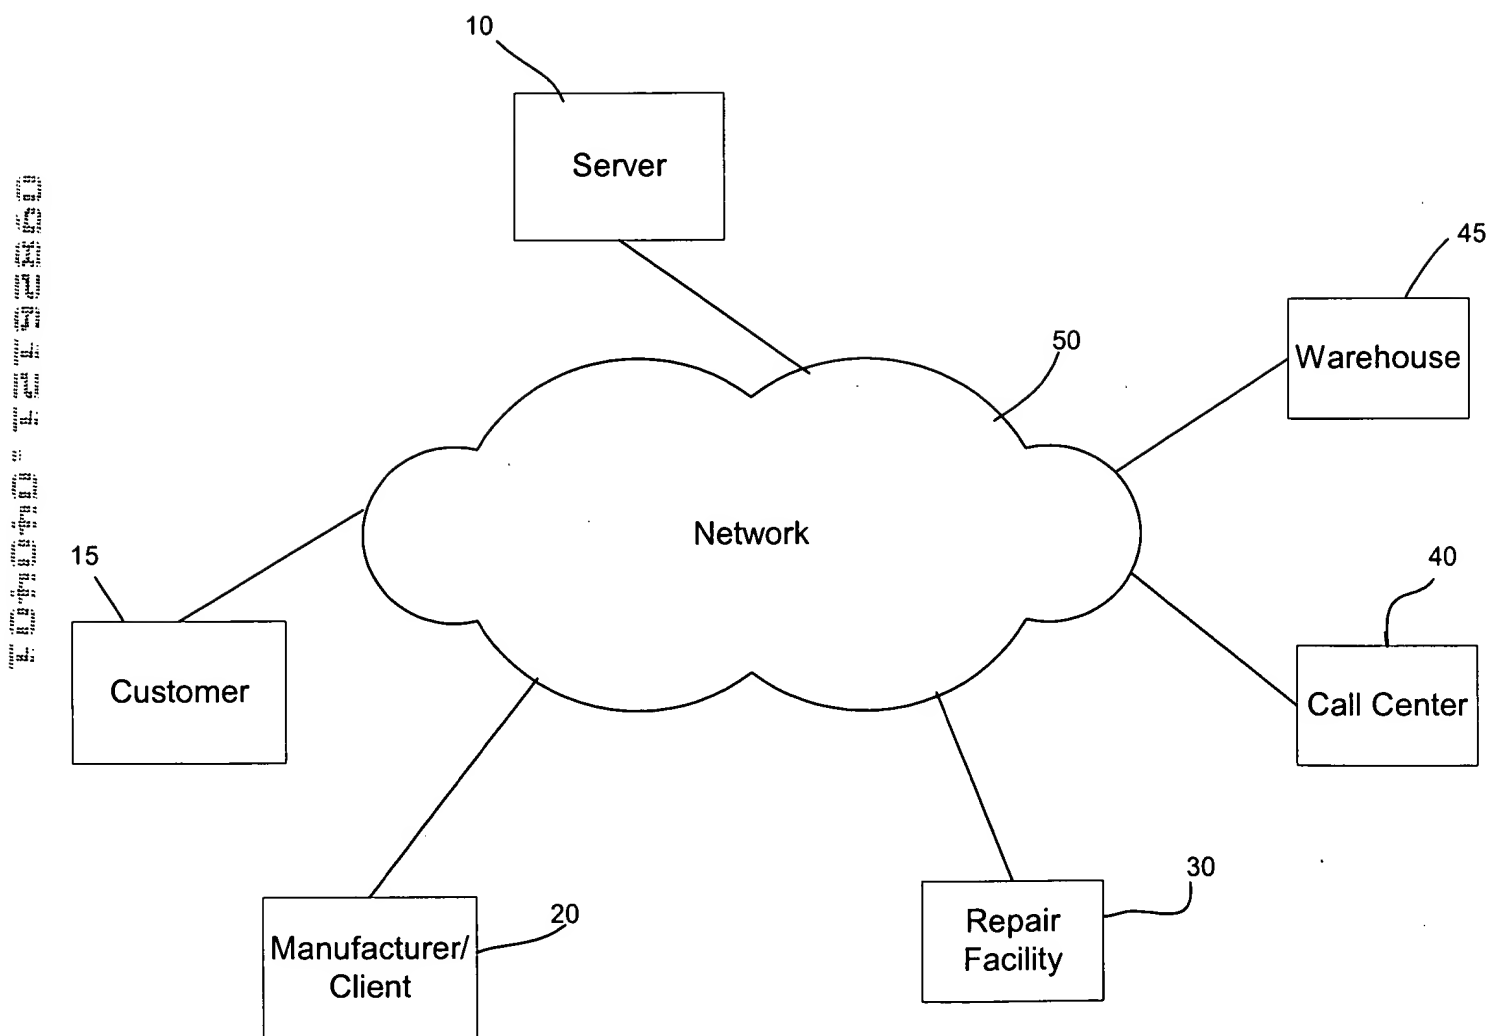 10
Server
45
Warehouse
50
Network
15
Customer
40
Call Center
20
Manufacturer/
Client
30
Repair
Facility